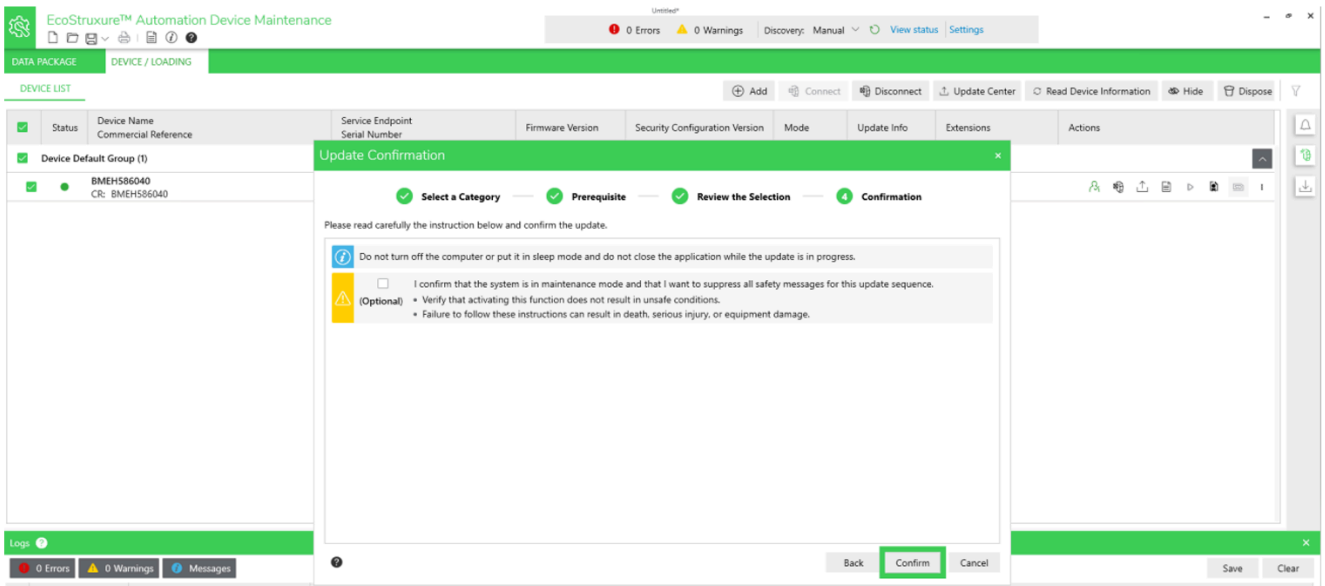 Untitled*
EcoStruxure™ Automation Device Maintenance
0 Errors 0 Warnings Discovery: Manual View status Settings
DATA PACKAGE DEVICE / LOADING
DEVICE LIST
Add Connect Disconnect Update Center Read Device Information Hide Dispose
Status Device Name Service Endpoint Firmware Version Security Configuration Version Mode Update Info Extensions Actions
Commercial Reference Serial Number
Device Default Group (1)
BMEH586040
CR: BMEH586040
Update Confirmation
Select a Category Prerequisite Review the Selection 4 Confirmation
Please read carefully the instruction below and confirm the update.
Do not turn off the computer or put it in sleep mode and do not close the application while the update is in progress.
I confirm that the system is in maintenance mode and that I want to suppress all safety messages for this update sequence.
(Optional) • Verify that activating this function does not result in unsafe conditions.
• Failure to follow these instructions can result in death, serious injury, or equipment damage.
Back Confirm Cancel
Logs
0 Errors 0 Warnings Messages Save Clear